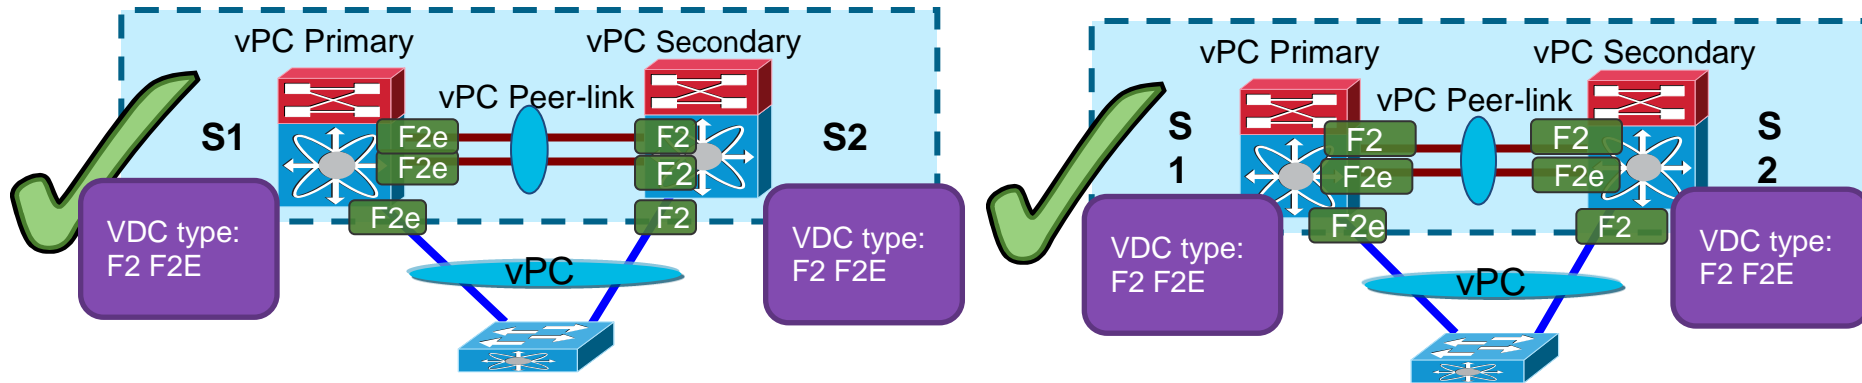 vPC Primary
vPC Secondary
vPC Peer-link
S1
F2e
F2
S2
F2e
F2
F2e
F2
VDC type:
F2 F2E
VDC type:
F2 F2E
vPC
vPC Primary
vPC Secondary
vPC Peer-link
S
1
F2
F2
S
2
F2e
F2e
F2e
F2
VDC type:
F2 F2E
VDC type:
F2 F2E
vPC